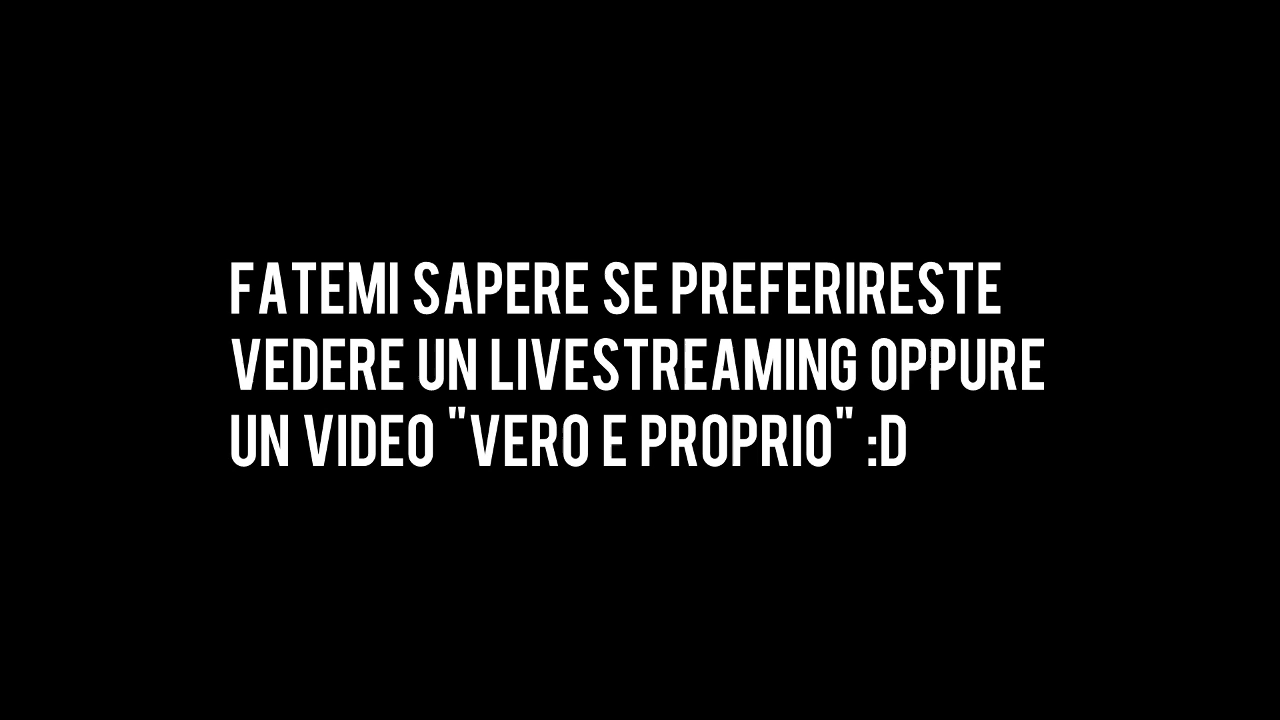 FATEMI SAPERE SE PREFERIRESTE
VEDERE UN LIVESTREAMING OPPURE
UN VIDEO "VERO E PROPRIO" :D